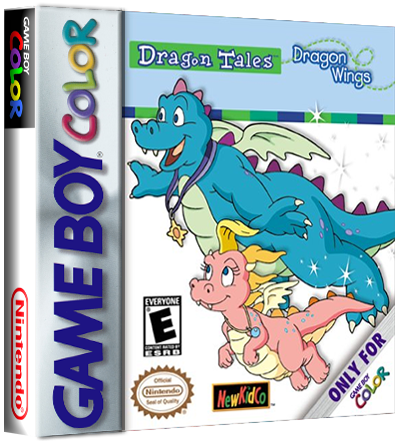 GAME BOY
COLOR
Nintendo
GAME BOY COLOR
Dragon Tales
Dragon
Wings
EVERYONE
E
CONTENT RATED BY
ESRB
Official
Nintendo
Seal of Quality
NewKidCo
ONLY FOR
GAME BOY
COLOR